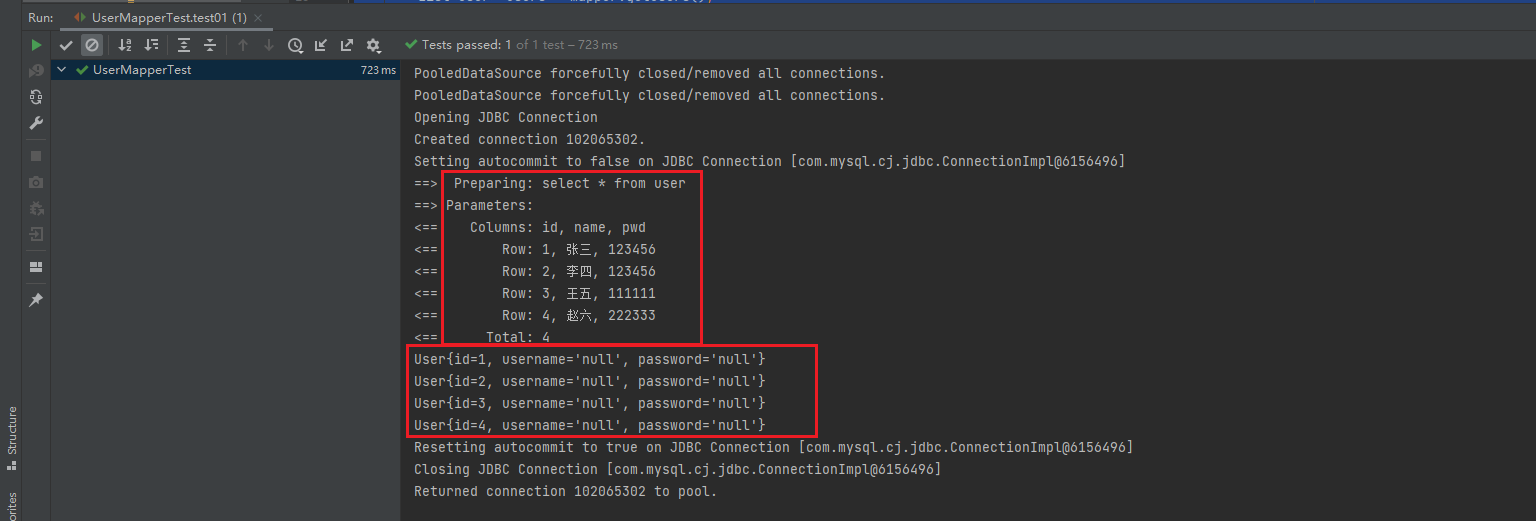 Run: UserMapperTest.test01 (1) ×
Tests passed: 1 of 1 test – 723 ms
UserMapperTest 723 ms
PooledDataSource forcefully closed/removed all connections.
PooledDataSource forcefully closed/removed all connections.
Opening JDBC Connection
Created connection 102065302.
Setting autocommit to false on JDBC Connection [com.mysql.cj.jdbc.ConnectionImpl@6156496]
==>  Preparing: select * from user
==> Parameters:
<==    Columns: id, name, pwd
<==        Row: 1, 张三, 123456
<==        Row: 2, 李四, 123456
<==        Row: 3, 王五, 111111
<==        Row: 4, 赵六, 222333
<==      Total: 4
User{id=1, username='null', password='null'}
User{id=2, username='null', password='null'}
User{id=3, username='null', password='null'}
User{id=4, username='null', password='null'}
Resetting autocommit to true on JDBC Connection [com.mysql.cj.jdbc.ConnectionImpl@6156496]
Closing JDBC Connection [com.mysql.cj.jdbc.ConnectionImpl@6156496]
Returned connection 102065302 to pool.
Structure